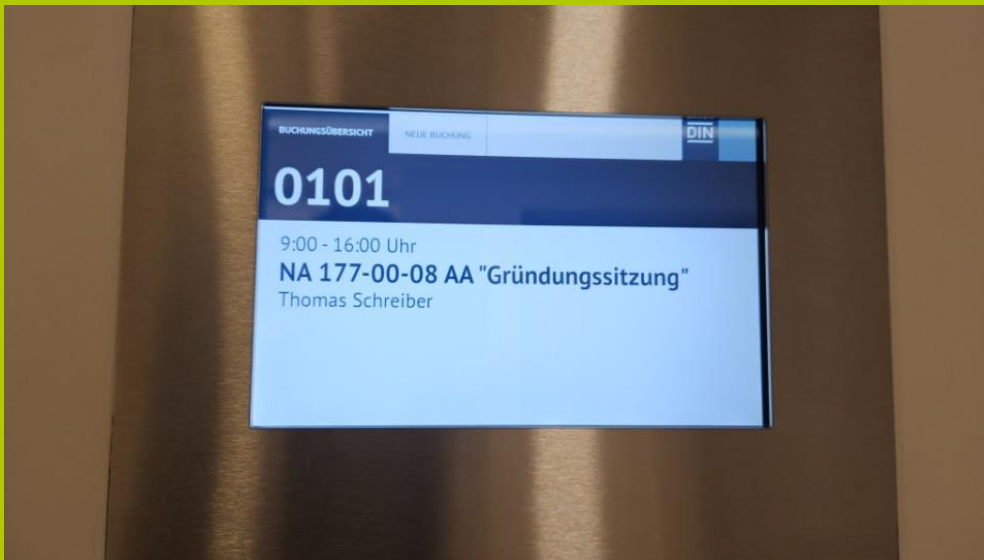 BUCHUNGSÜBERSICHT
NEUE BUCHUNG
DIN
0101
9:00 - 16:00 Uhr
NA 177-00-08 AA "Gründungssitzung"
Thomas Schreiber